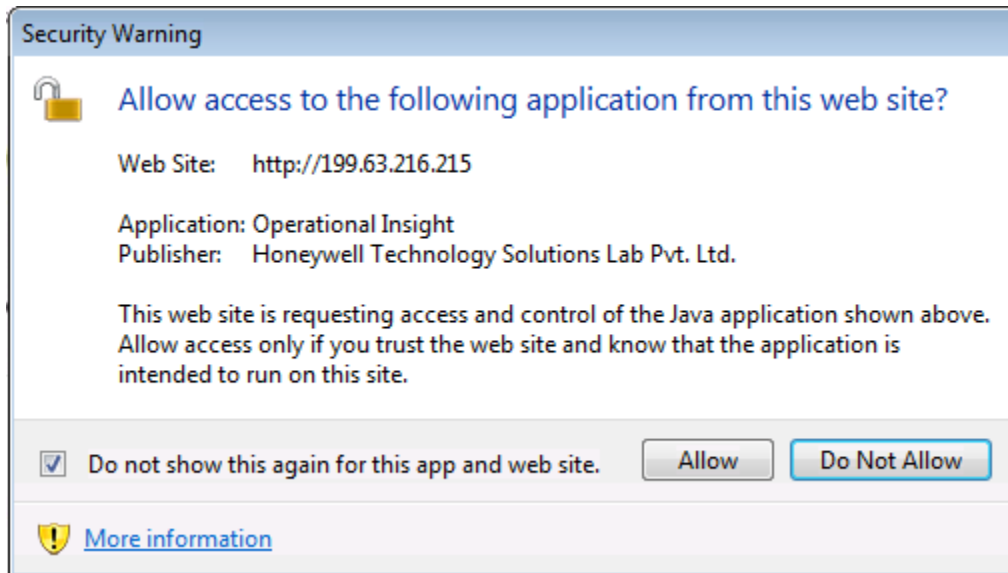 Security Warning
Allow access to the following application from this web site?
Web Site: http://199.63.216.215
Application: Operational Insight
Publisher: Honeywell Technology Solutions Lab Pvt. Ltd.
This web site is requesting access and control of the Java application shown above.
Allow access only if you trust the web site and know that the application is
intended to run on this site.
Do not show this again for this app and web site. Allow Do Not Allow
More information